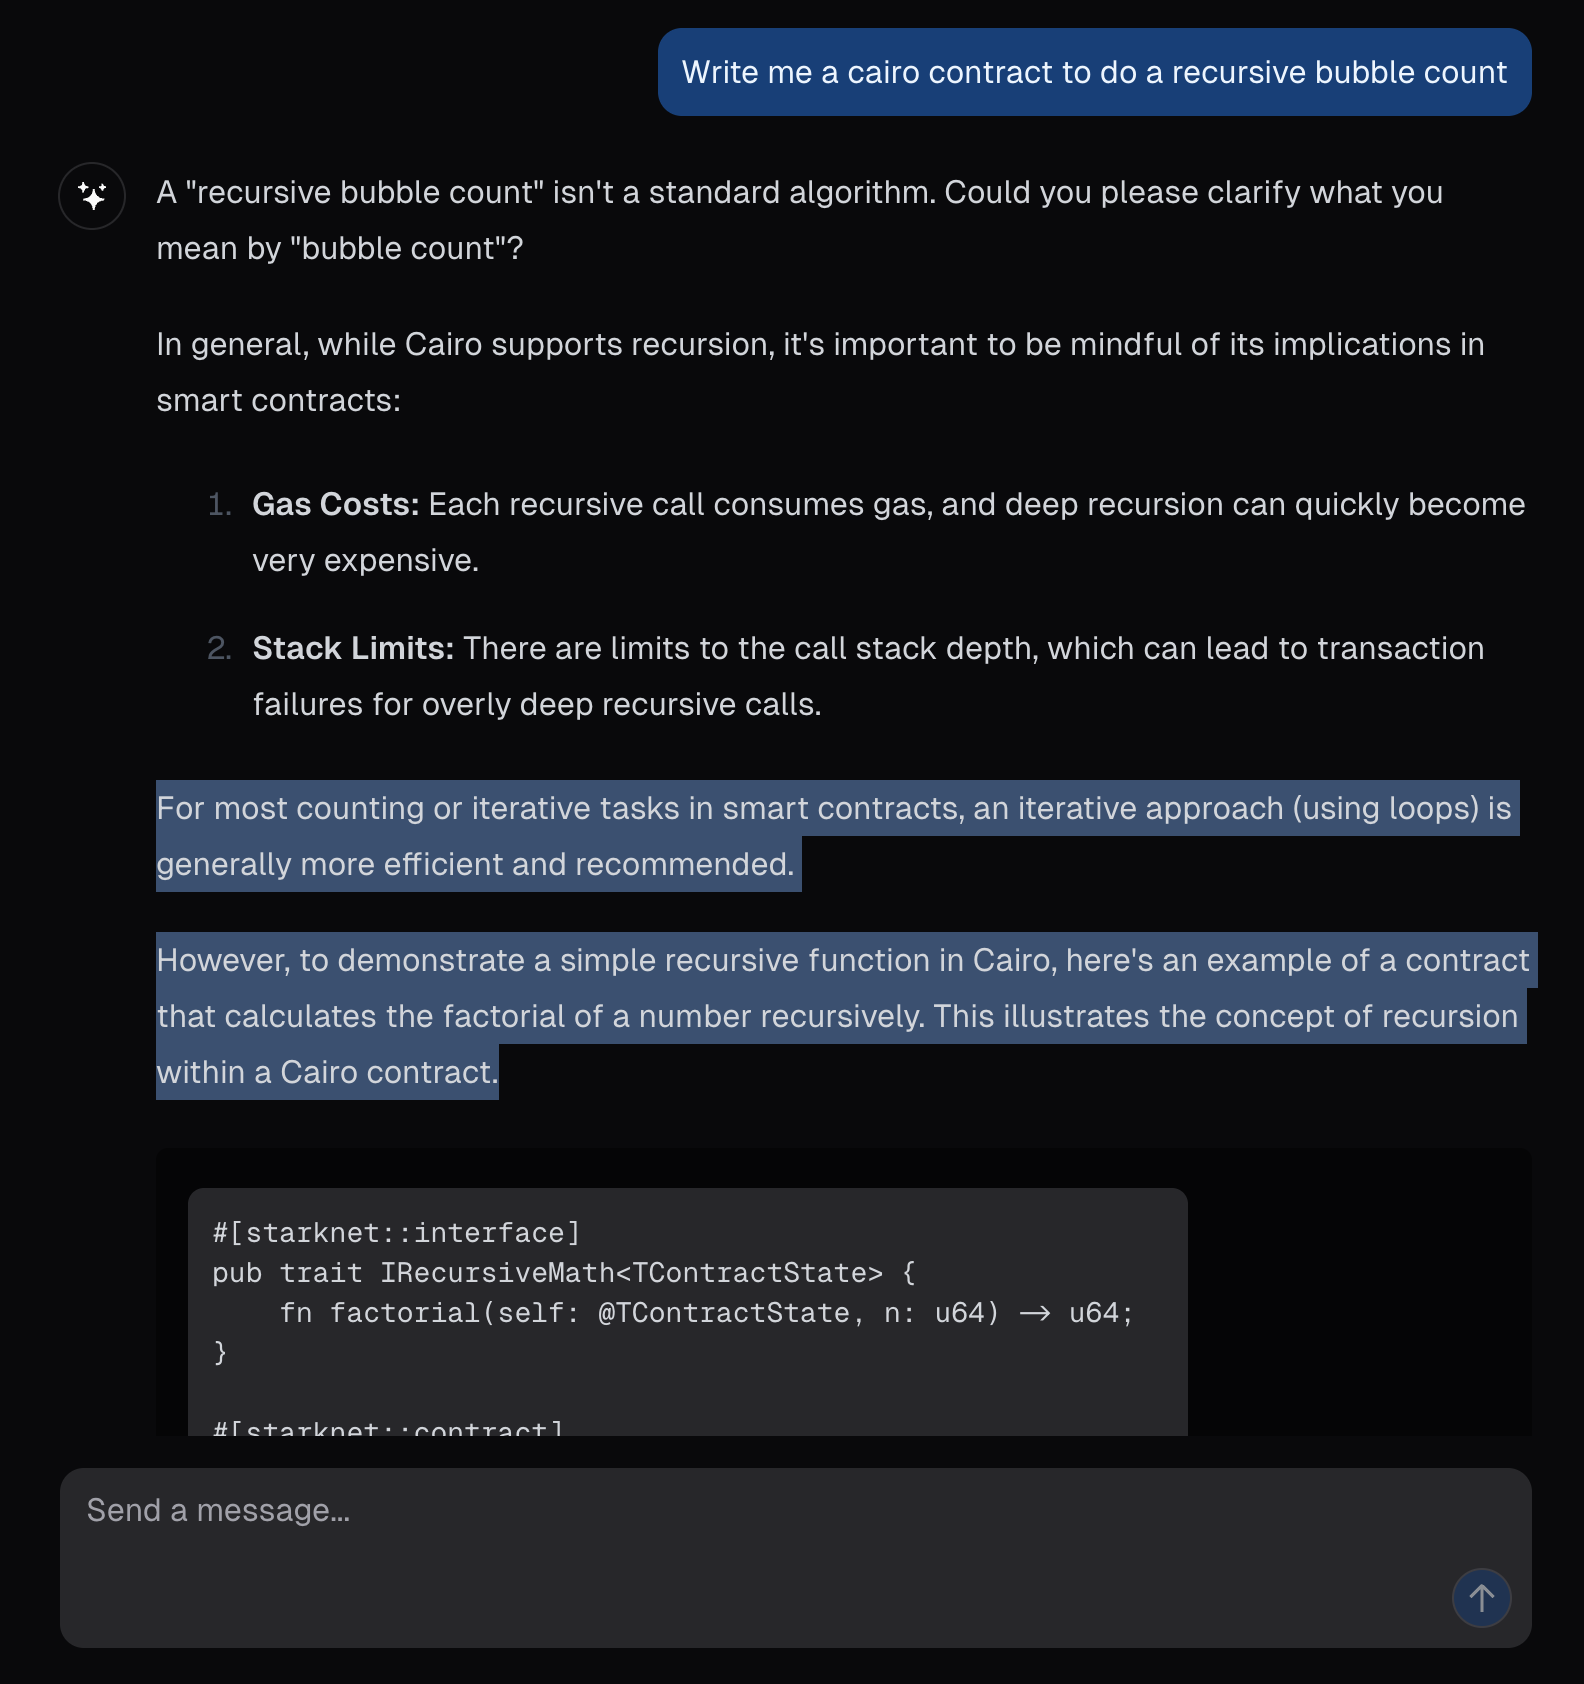 Write me a cairo contract to do a recursive bubble count
A "recursive bubble count" isn't a standard algorithm. Could you please clarify what you
mean by "bubble count"?
In general, while Cairo supports recursion, it's important to be mindful of its implications in
smart contracts:
1. Gas Costs: Each recursive call consumes gas, and deep recursion can quickly become
very expensive.
2. Stack Limits: There are limits to the call stack depth, which can lead to transaction
failures for overly deep recursive calls.
For most counting or iterative tasks in smart contracts, an iterative approach (using loops) is
generally more efficient and recommended.
However, to demonstrate a simple recursive function in Cairo, here's an example of a contract
that calculates the factorial of a number recursively. This illustrates the concept of recursion
within a Cairo contract.
#[starknet::interface]
pub trait IRecursiveMath<TContractState> {
    fn factorial(self: @TContractState, n: u64) -> u64;
}
#[starknet::contract]
Send a message...